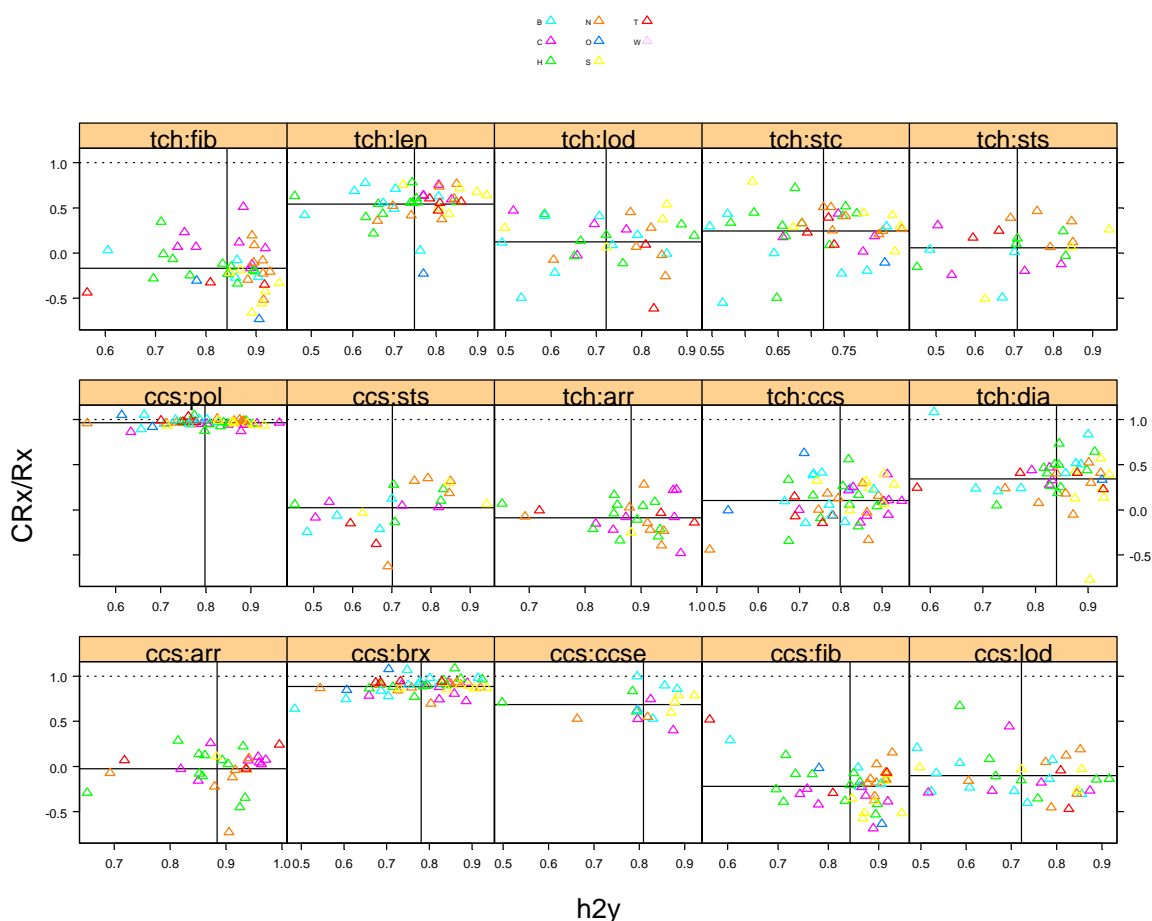 B N T
C O W
H S
tch:fib tch:len tch:lod tch:stc tch:sts
1.0
0.5
0.0
-0.5
0.6 0.7 0.8 0.9 0.5 0.6 0.7 0.8 0.9 0.5 0.6 0.7 0.8 0.9 0.55 0.65 0.75 0.5 0.6 0.7 0.8 0.9
ccs:pol ccs:sts tch:arr tch:ccs tch:dia
1.0
0.5
0.0
-0.5
0.6 0.7 0.8 0.9 0.5 0.6 0.7 0.8 0.9 0.7 0.8 0.9 1.0 0.5 0.6 0.7 0.8 0.9 0.6 0.7 0.8 0.9
CRx/Rx
ccs:arr ccs:brx ccs:ccse ccs:fib ccs:lod
1.0
0.5
0.0
-0.5
0.7 0.8 0.9 1.0 0.6 0.7 0.8 0.9 0.5 0.6 0.7 0.8 0.9 0.6 0.7 0.8 0.9 0.5 0.6 0.7 0.8 0.9
h2y